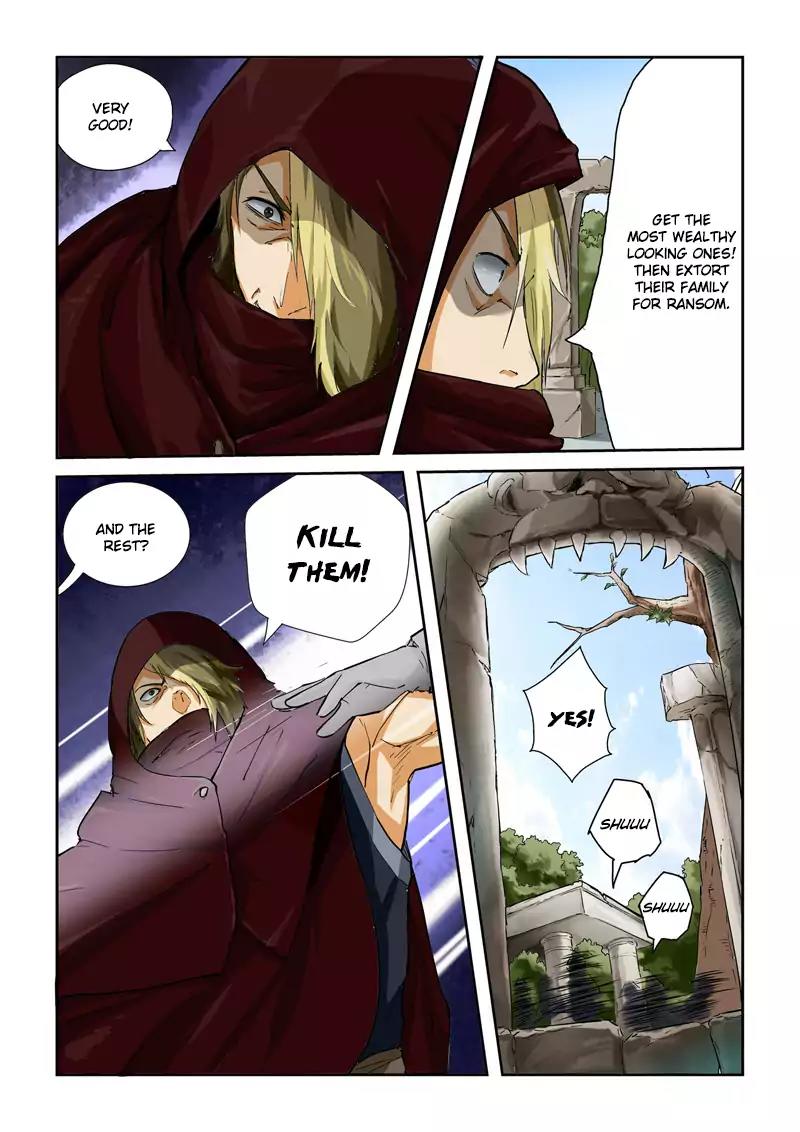 VERY
GOOD!
GET THE
MOST WEALTHY
LOOKING ONES!
THEN EXTORT
THEIR FAMILY
FOR RANSOM.
AND THE
REST?
KILL
THEM!
YES!
SHUUU
SHUUU